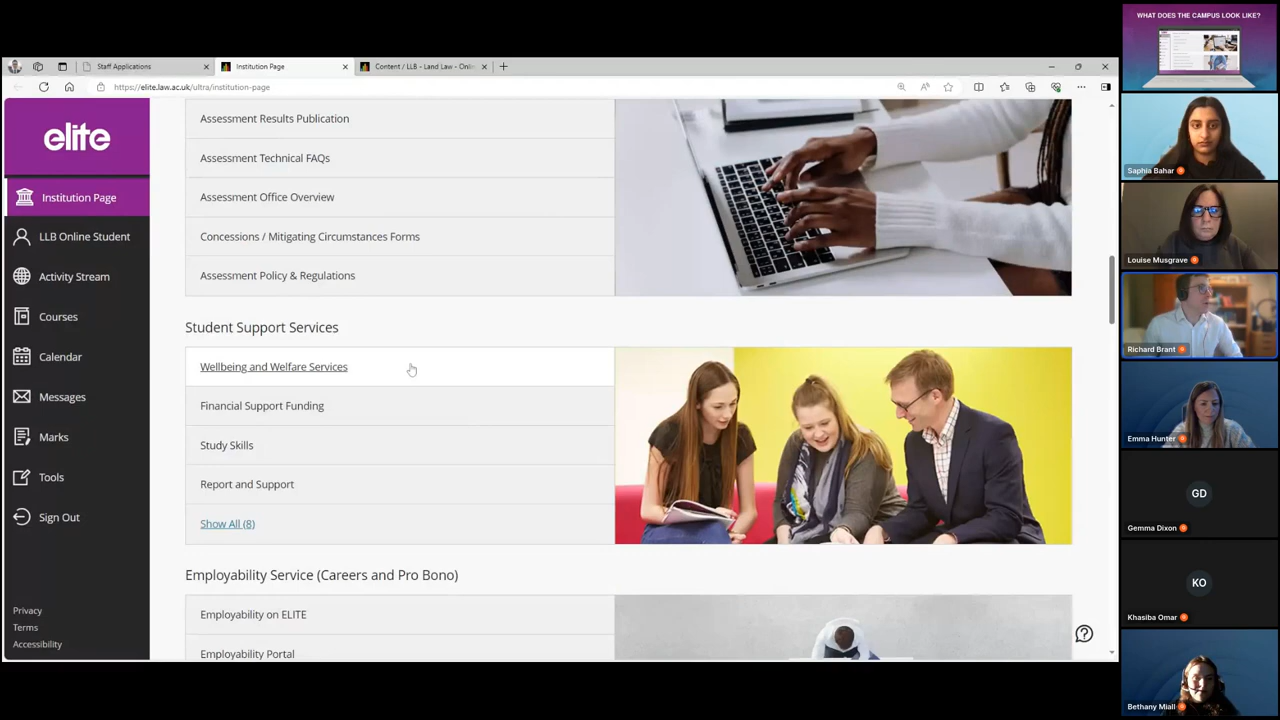 WHAT DOES THE CAMPUS LOOK LIKE?
Staff Applications
Institution Page
Content / LLB - Land Law - Onli
https://elite.law.ac.uk/ultra/institution-page
elite
Institution Page
LLB Online Student
Activity Stream
Courses
Calendar
Messages
Marks
Tools
Sign Out
Privacy
Terms
Accessibility
Assessment Results Publication
Assessment Technical FAQs
Assessment Office Overview
Concessions / Mitigating Circumstances Forms
Assessment Policy & Regulations
Student Support Services
Wellbeing and Welfare Services
Financial Support Funding
Study Skills
Report and Support
Show All (8)
Employability Service (Careers and Pro Bono)
Employability on ELITE
Employability Portal
Saphia Bahar
Louise Musgrave
Richard Brant
Emma Hunter
GD
Gemma Dixon
KO
Khasiba Omar
Bethany Miall